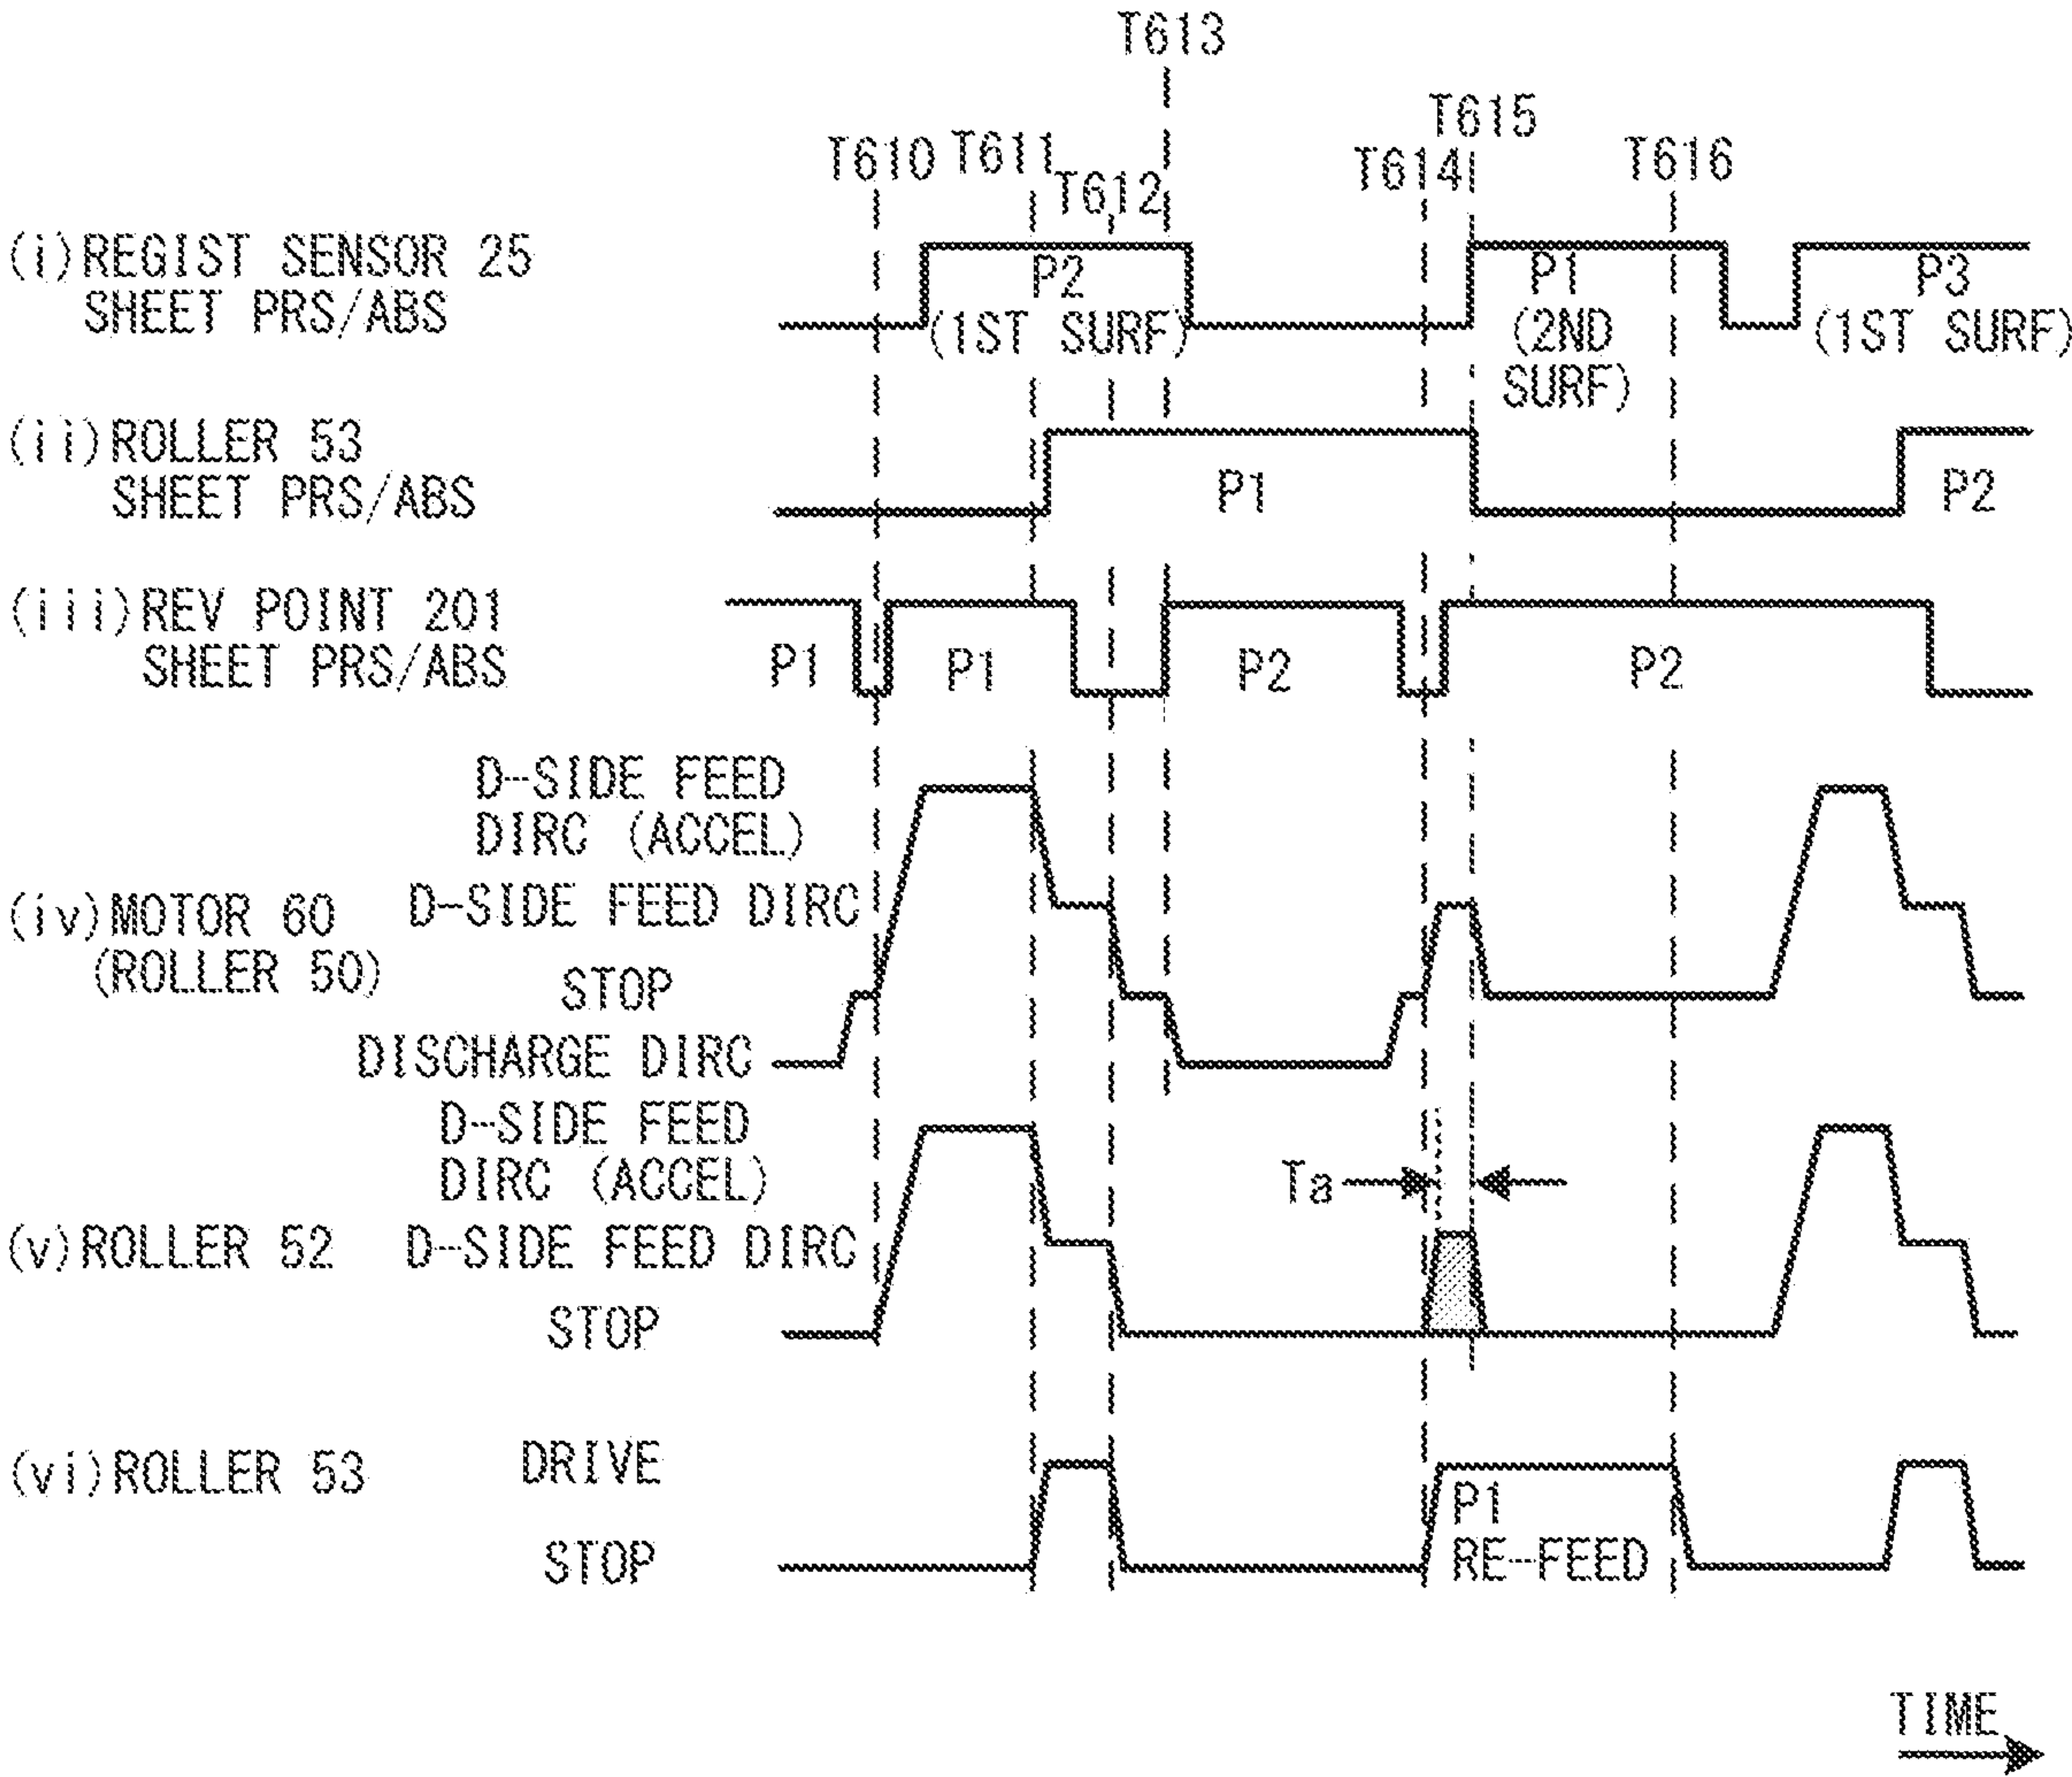 T613
T615
T610 T611
T612
T614
T616
(i)REGIST SENSOR 25
SHEET PRS/ABS
P2
(1ST SURF)
P1
(2ND
SURF)
P3
(1ST SURF)
(ii)ROLLER 53
SHEET PRS/ABS
P1
P2
(iii)REV POINT 201
SHEET PRS/ABS
P1
P1
P2
P2
D-SIDE FEED
DIRC (ACCEL)
(iv)MOTOR 60
(ROLLER 50)
D-SIDE FEED DIRC
STOP
DISCHARGE DIRC
D-SIDE FEED
DIRC (ACCEL)
Ta
(v)ROLLER 52
D-SIDE FEED DIRC
STOP
(vi)ROLLER 53
DRIVE
STOP
P1
RE-FEED
TIME